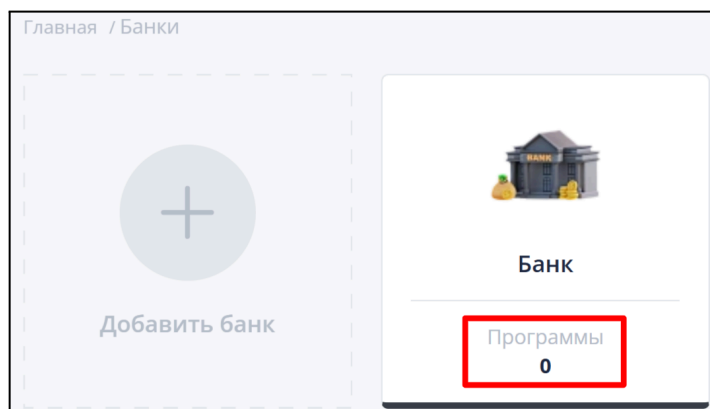 Главная / Банки
BANK
Банк
Добавить банк
Программы
0